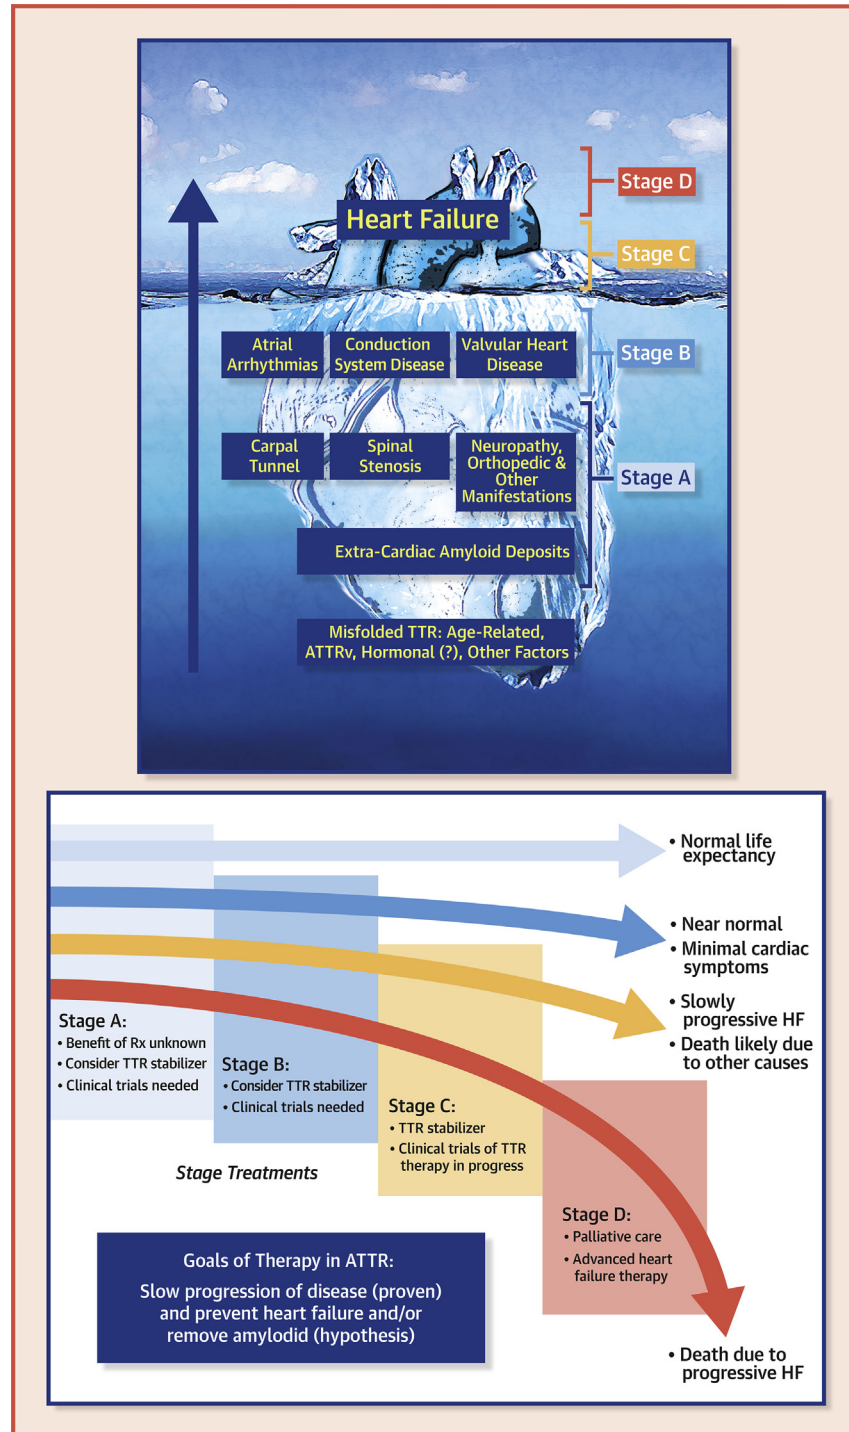 Stage D
Heart Failure
Stage C
Atrial
Arrhythmias
Conduction
System Disease
Valvular Heart
Disease
Stage B
Carpal
Tunnel
Spinal
Stenosis
Neuropathy,
Orthopedic &
Other
Manifestations
Stage A
Extra-Cardiac Amyloid Deposits
Misfolded TTR: Age-Related,
ATTRv, Hormonal (?), Other Factors
• Normal life
expectancy
• Near normal
• Minimal cardiac
symptoms
• Slowly
progressive HF
• Death likely due
to other causes
Stage A:
• Benefit of Rx unknown
• Consider TTR stabilizer
• Clinical trials needed
Stage B:
• Consider TTR stabilizer
• Clinical trials needed
Stage C:
• TTR stabilizer
• Clinical trials of TTR
therapy in progress
Stage Treatments
Stage D:
• Palliative care
• Advanced heart
failure therapy
Goals of Therapy in ATTR:
Slow progression of disease (proven)
and prevent heart failure and/or
remove amylodid (hypothesis)
• Death due to
progressive HF